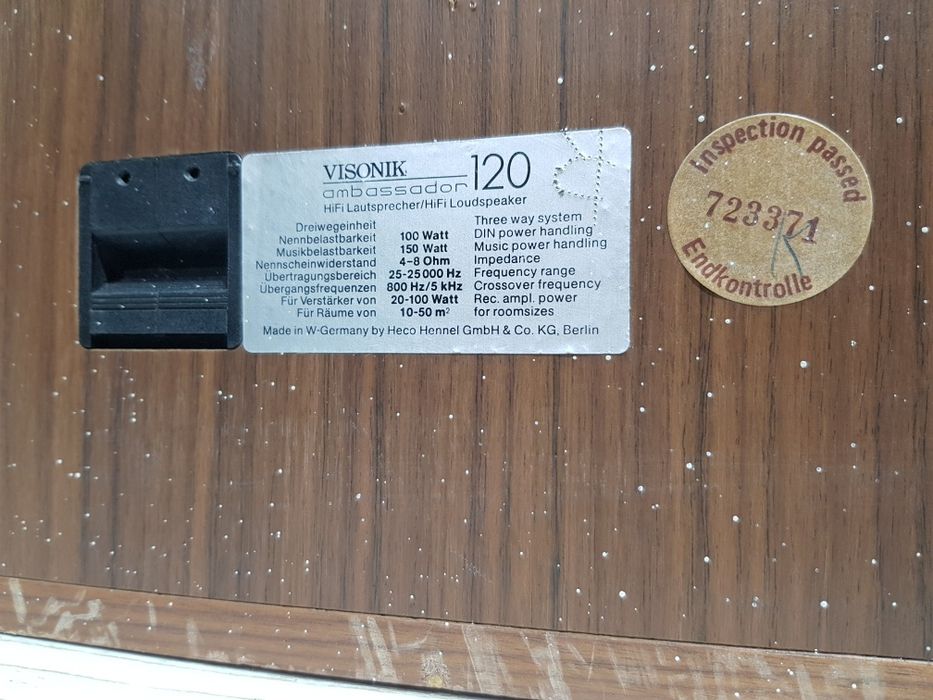 VISONIK
ambassador 120
HiFi Lautsprecher/HiFi Loudspeaker
Dreiwegeinheit Three way system
Nennbelastbarkeit 100 Watt DIN power handling
Musikbelastbarkeit 150 Watt Music power handling
Nennscheinwiderstand 4-8 Ohm Impedance
Übertragungsbereich 25-25000 Hz Frequency range
Übergangsfrequenzen 800 Hz/5 kHz Crossover frequency
Für Verstärker von 20-100 Watt Rec. ampl. power
Für Räume von 10-50 m² for roomsizes
Made in W-Germany by Heco Hennel GmbH & Co. KG, Berlin
Inspection passed
723371
Endkontrolle